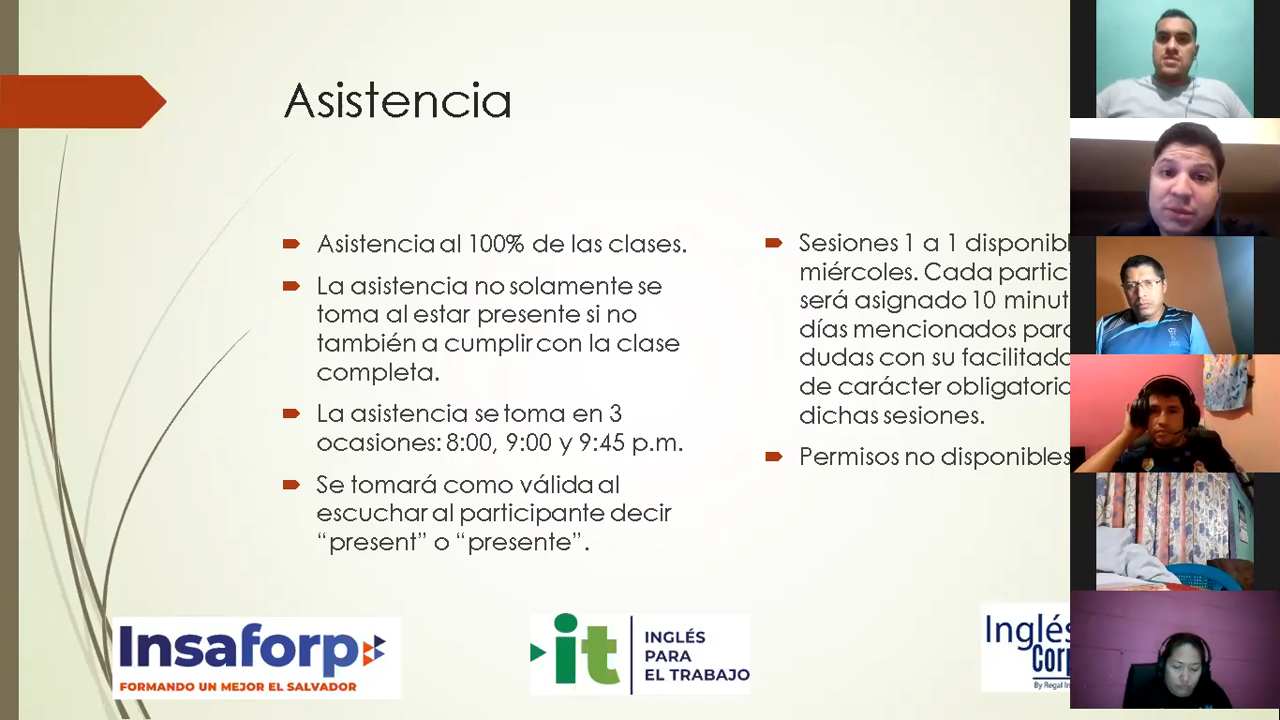 Asistencia
Asistencia al 100% de las clases.
La asistencia no solamente se
toma al estar presente si no
también a cumplir con la clase
completa.
La asistencia se toma en 3
ocasiones: 8:00, 9:00 y 9:45 p.m.
Se tomará como válida al
escuchar al participante decir
“present” o “presente”.
Sesiones 1 a 1
miércoles. Cada
será asignado 10
días mencionados
dudas con su
de carácter
dichas sesiones.
Permisos no disponibles
Insaforp
FORMANDO UN MEJOR EL SALVADOR
it
INGLÉS
PARA
EL TRABAJO
Inglés
By Regal